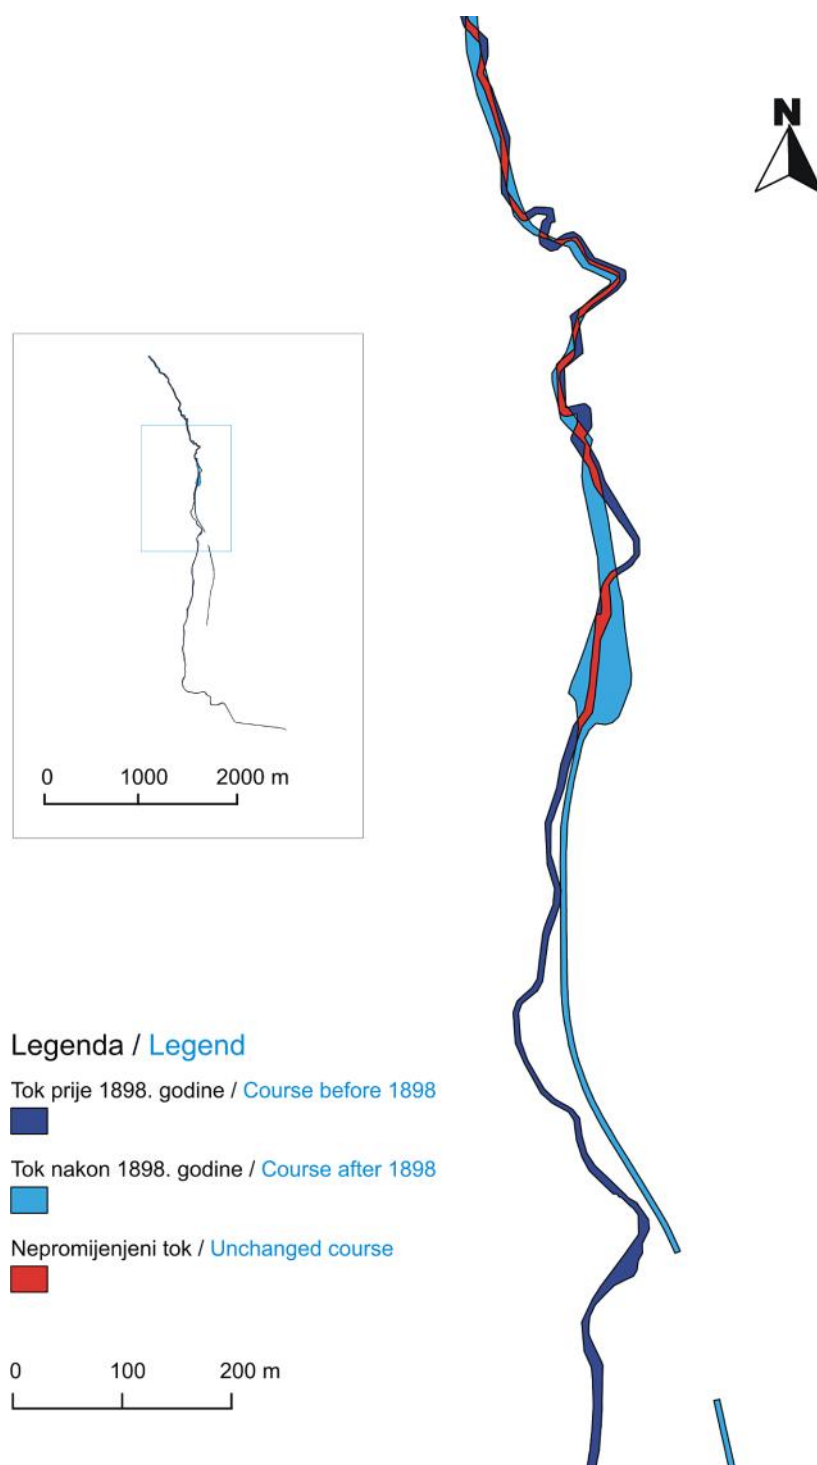 N
0 1000 2000 m
Legenda / Legend
Tok prije 1898. godine / Course before 1898
Tok nakon 1898. godine / Course after 1898
Nepromijenjeni tok / Unchanged course
0 100 200 m